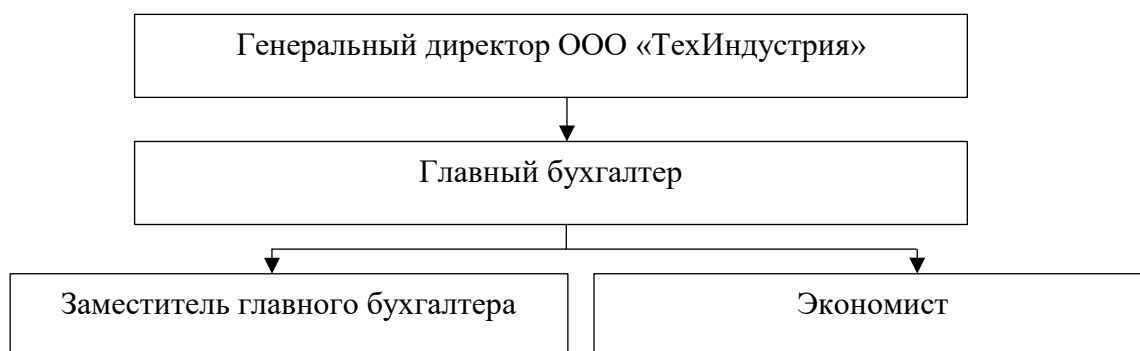 Генеральный директор ООО «ТехИндустрия»
Главный бухгалтер
Заместитель главного бухгалтера
Экономист